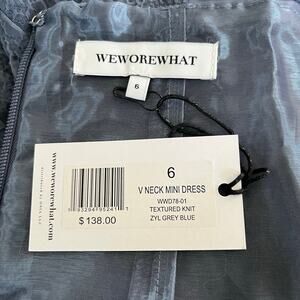 WEWOREWHAT
6
6
V NECK MINI DRESS
WWD78-01
TEXTURED KNIT
ZYL GREY BLUE
$138.00
www.weworewhat.com